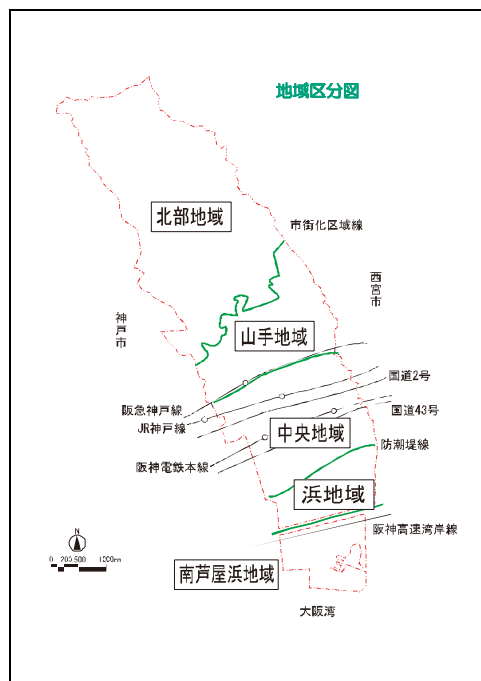 地域区分図
北部地域
市街化区域線
西宮市
神戸市
山手地域
国道2号
阪急神戸線
国道43号
JR神戸線
中央地域
防潮堤線
阪神電鉄本線
浜地域
阪神高速湾岸線
N
0 200 500 1000m
南芦屋浜地域
大阪湾